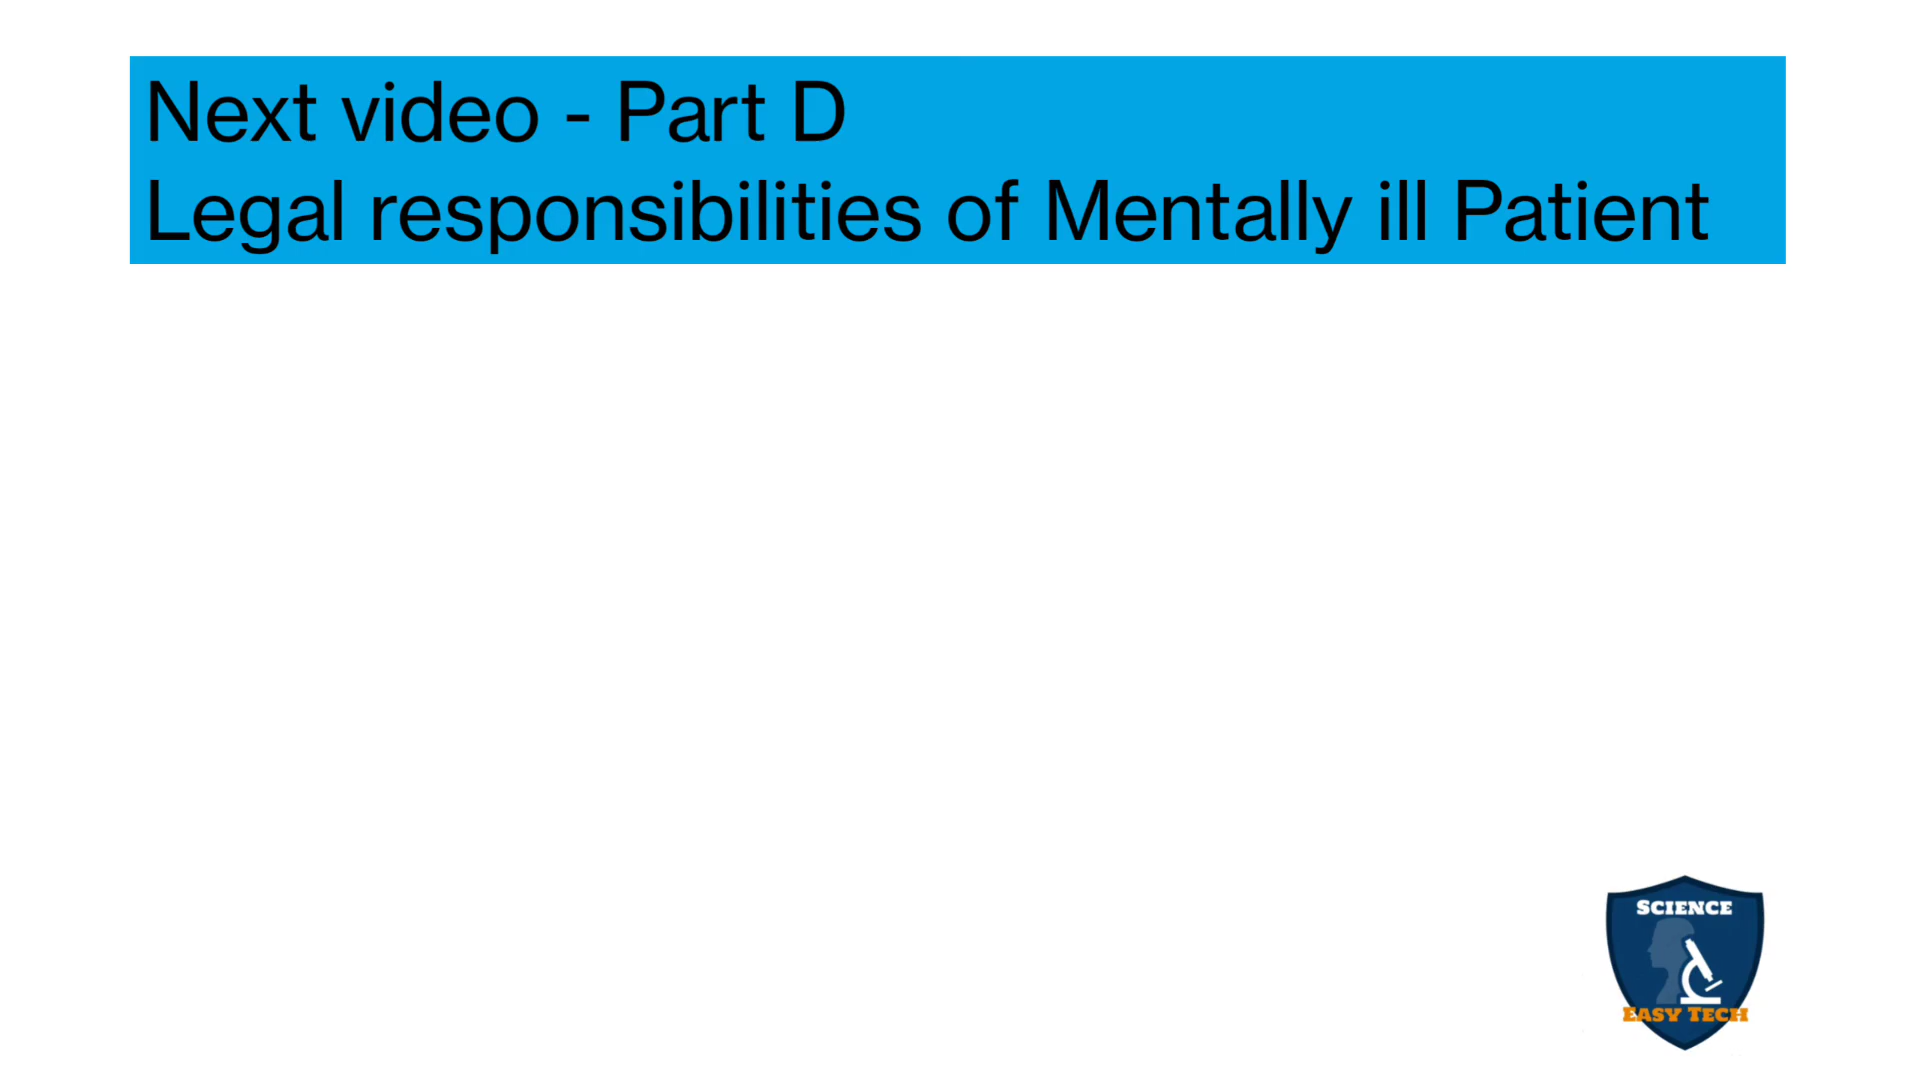 Next video - Part D
Legal responsibilities of Mentally ill Patient
SCIENCE
EASY TECH